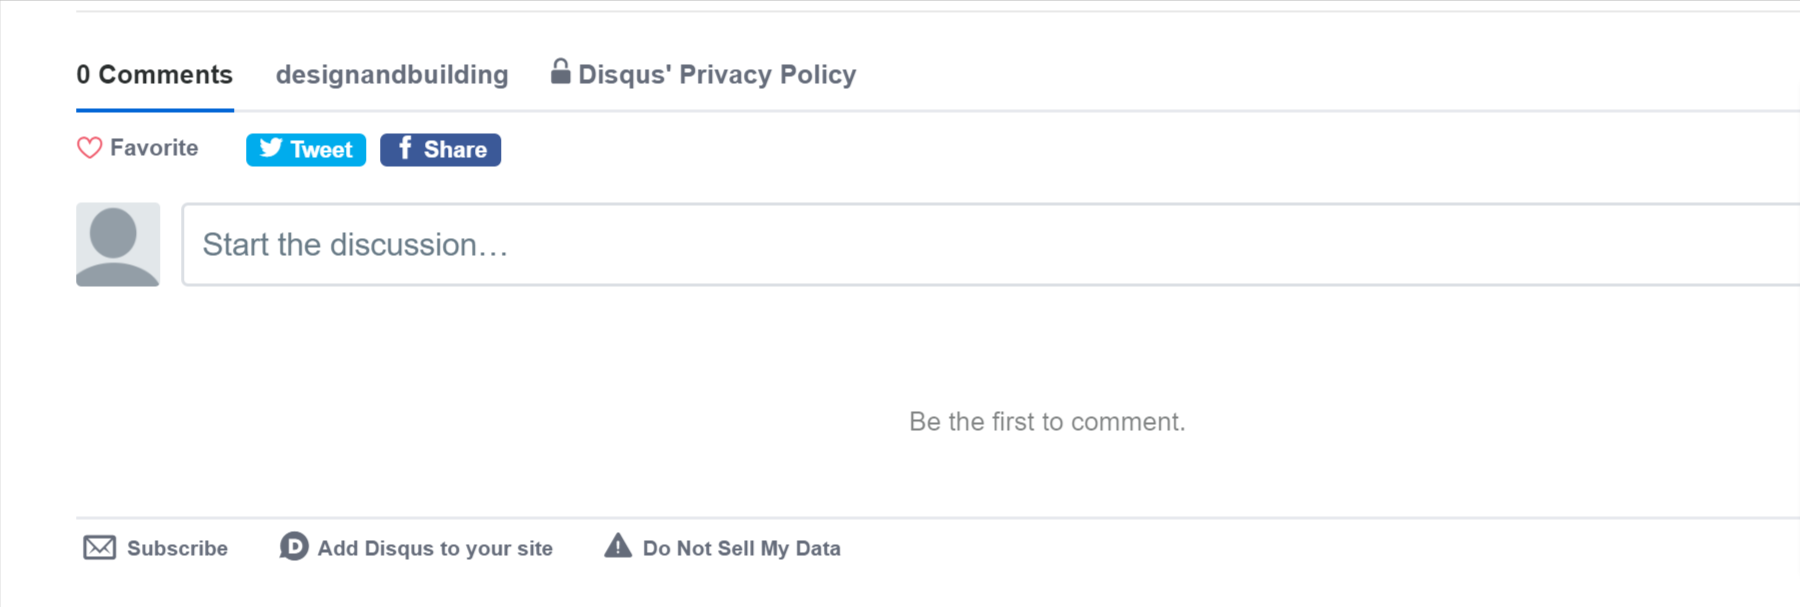 0 Comments designandbuilding Disqus' Privacy Policy
Favorite Tweet Share
Start the discussion…
Be the first to comment.
Subscribe Add Disqus to your site Do Not Sell My Data